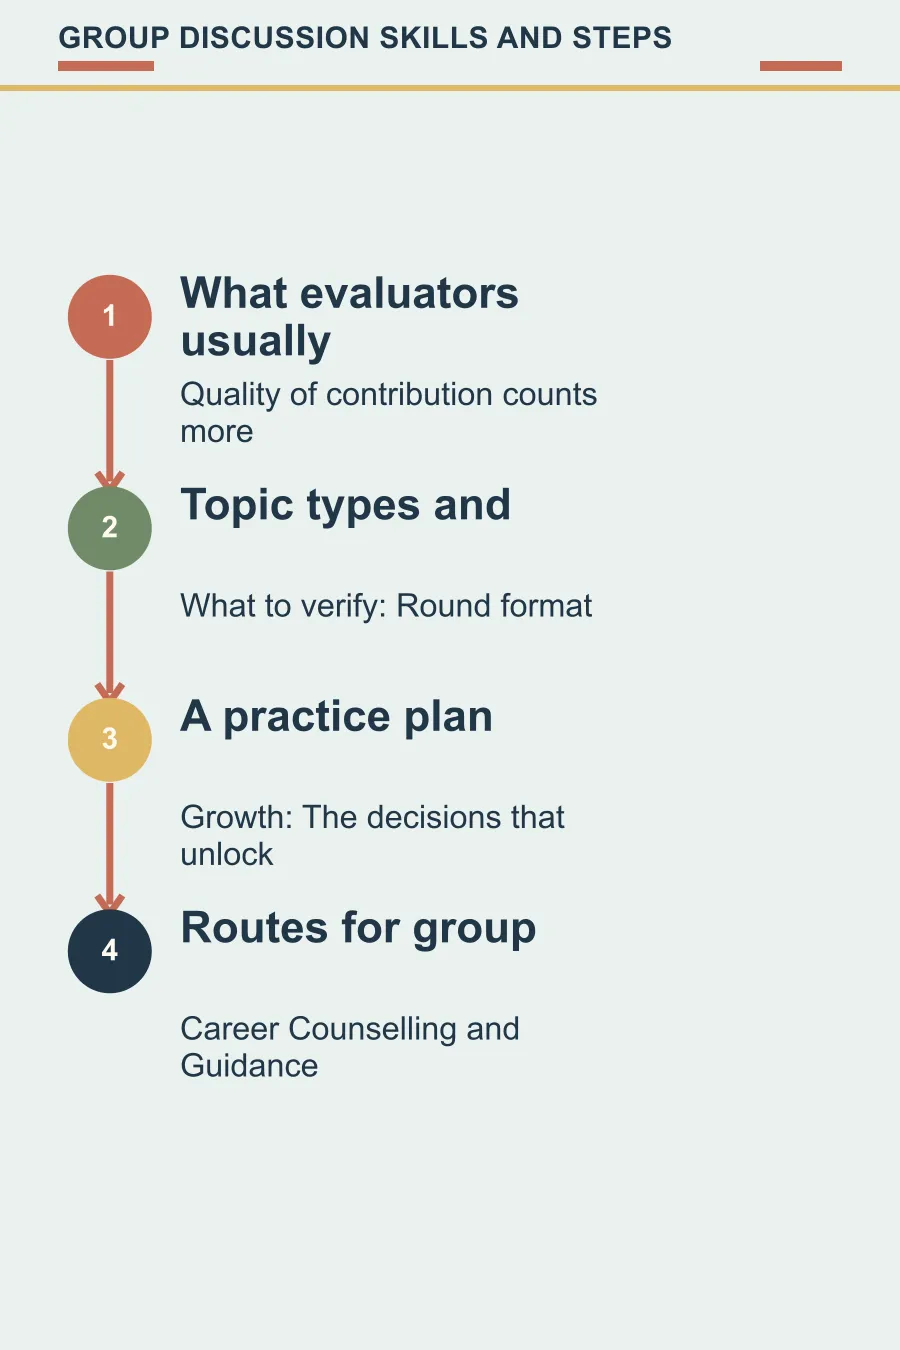 GROUP DISCUSSION SKILLS AND STEPS
1
What evaluators
usually
Quality of contribution counts
more
2
Topic types and
What to verify: Round format
3
A practice plan
Growth: The decisions that
unlock
4
Routes for group
Career Counselling and
Guidance